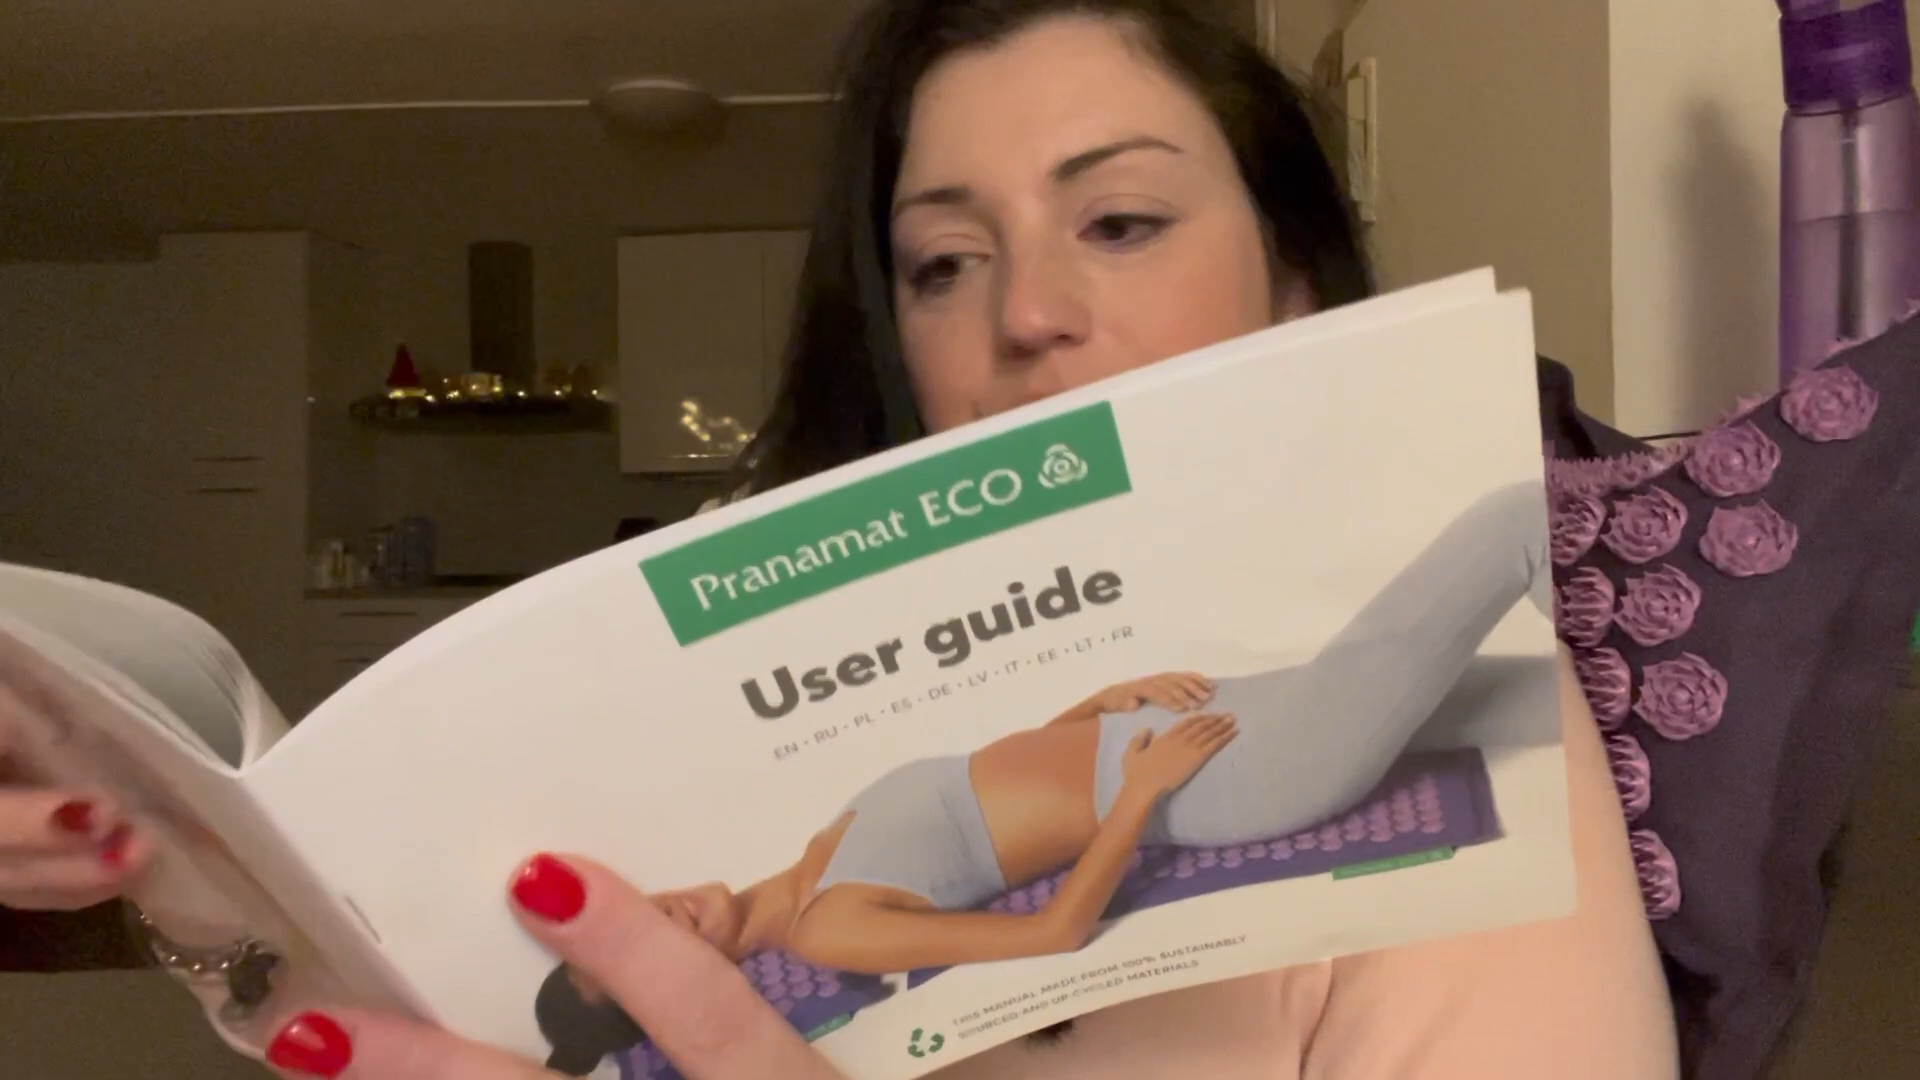 Pranamat ECO
User guide
EN · RU · PL · ES · DE · LV · IT · EE · LT · FR
THIS MANUAL MADE FROM 100% SUSTAINABLY
SOURCED AND UP-CYCLED MATERIALS